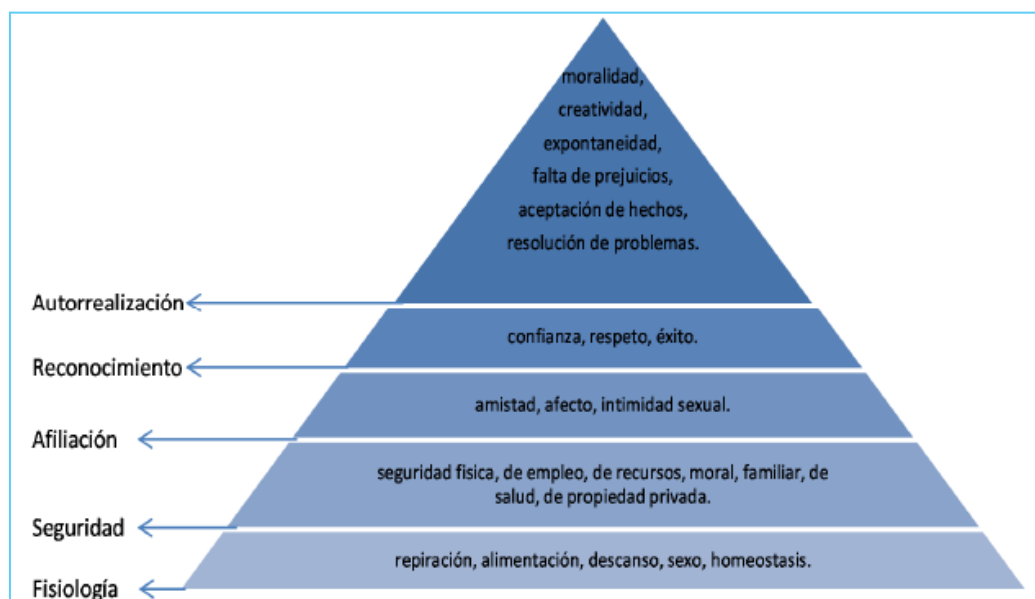 moralidad,
creatividad,
expontaneidad,
falta de prejuicios,
aceptación de hechos,
resolución de problemas.
Autorrealización
confianza, respeto, éxito.
Reconocimiento
amistad, afecto, intimidad sexual.
Afiliación
seguridad fisica, de empleo, de recursos, moral, familiar, de
salud, de propiedad privada.
Seguridad
repiración, alimentación, descanso, sexo, homeostasis.
Fisiología